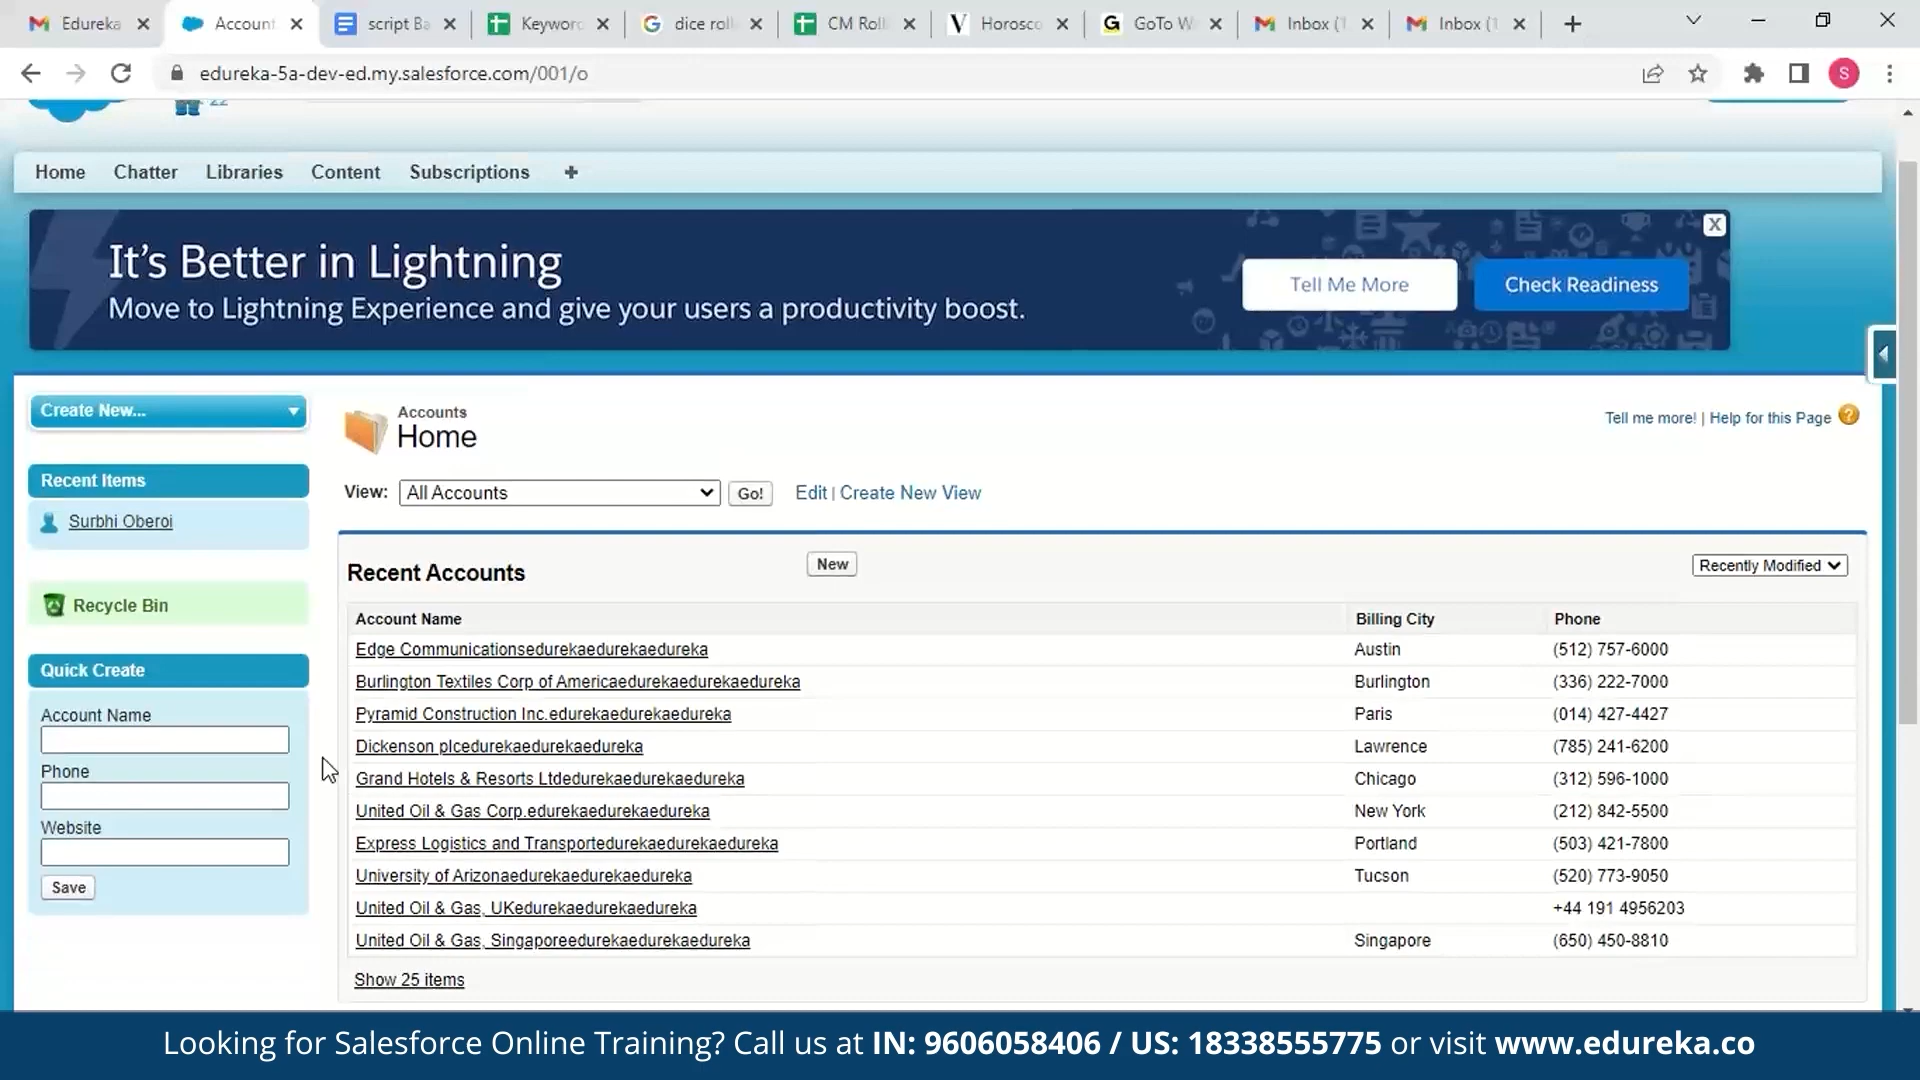 Edureka
Account
script Ba
Keyword
dice roll
CM Roll
Horosco
GoTo W
Inbox (1
Inbox (1
edureka-5a-dev-ed.my.salesforce.com/001/o
S
Home
Chatter
Libraries
Content
Subscriptions
+
It's Better in Lightning
Move to Lightning Experience and give your users a productivity boost.
Tell Me More
Check Readiness
X
Create New...
Recent Items
Surbhi Oberoi
Recycle Bin
Quick Create
Account Name
Phone
Website
Save
Accounts
Home
Tell me more! | Help for this Page ?
View: All Accounts Go! Edit | Create New View
Recent Accounts New Recently Modified
Account Name Billing City Phone
Edge Communicationsedurekaedurekaedureka Austin (512) 757-6000
Burlington Textiles Corp of Americaedurekaedurekaedureka Burlington (336) 222-7000
Pyramid Construction Inc.edurekaedurekaedureka Paris (014) 427-4427
Dickenson plcedurekaedurekaedureka Lawrence (785) 241-6200
Grand Hotels & Resorts Ltdedurekaedurekaedureka Chicago (312) 596-1000
United Oil & Gas Corp.edurekaedurekaedureka New York (212) 842-5500
Express Logistics and Transportedurekaedurekaedureka Portland (503) 421-7800
University of Arizonaedurekaedurekaedureka Tucson (520) 773-9050
United Oil & Gas, UKedurekaedurekaedureka +44 191 4956203
United Oil & Gas, Singaporeedurekaedurekaedureka Singapore (650) 450-8810
Show 25 items
Looking for Salesforce Online Training? Call us at IN: 9606058406 / US: 18338555775 or visit www.edureka.co